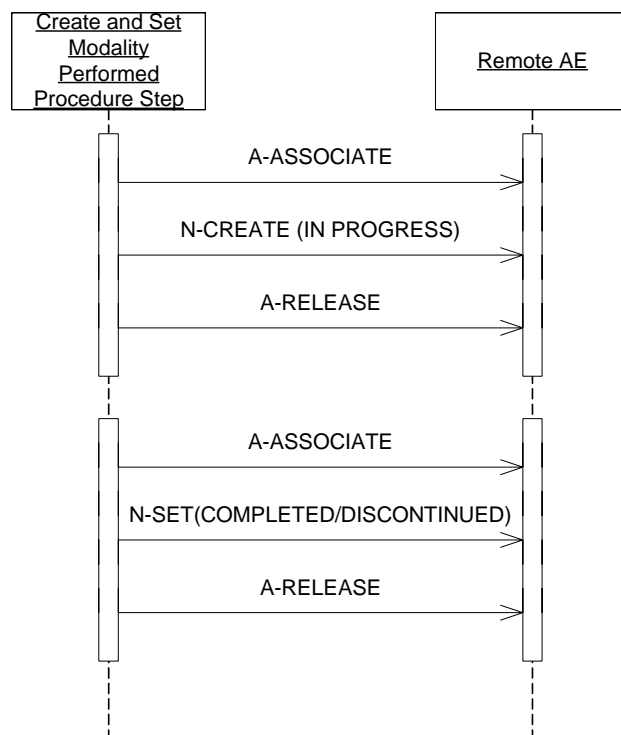 Create and Set
Modality
Performed
Procedure Step
Remote AE
A-ASSOCIATE
N-CREATE (IN PROGRESS)
A-RELEASE
A-ASSOCIATE
N-SET(COMPLETED/DISCONTINUED)
A-RELEASE